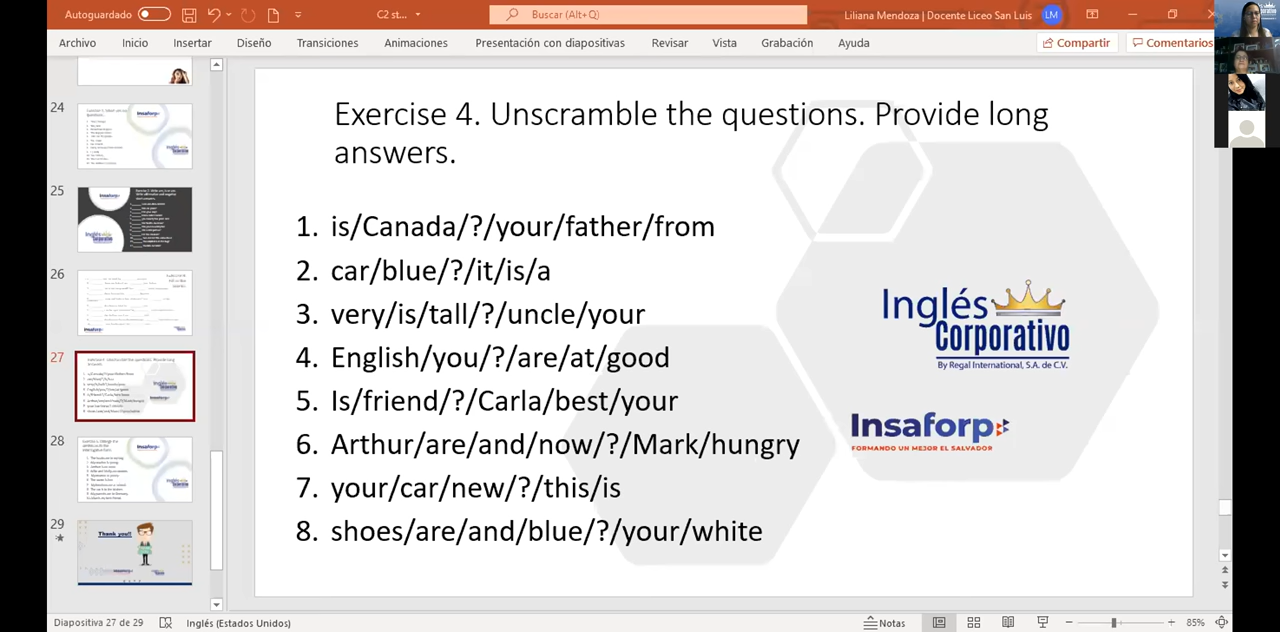 Autoguardado
C2 st...
Buscar (Alt+Q)
Liliana Mendoza | Docente Liceo San Luis
LM
Archivo
Inicio
Insertar
Diseño
Transiciones
Animaciones
Presentación con diapositivas
Revisar
Vista
Grabación
Ayuda
Compartir
Comentarios
24
25
26
27
28
29
Thank you!!
Exercise 4. Unscramble the questions. Provide long
answers.
1. is/Canada/?/your/father/from
2. car/blue/?/it/is/a
3. very/is/tall/?/uncle/your
4. English/you/?/are/at/good
5. Is/friend/?/Carla/best/your
6. Arthur/are/and/now/?/Mark/hungry
7. your/car/new/?/this/is
8. shoes/are/and/blue/?/your/white
Inglés
Corporativo
By Regal International, S.A. de C.V.
Insaforp
FORMANDO UN MEJOR EL SALVADOR
Diapositiva 27 de 29
Inglés (Estados Unidos)
Notas
85%